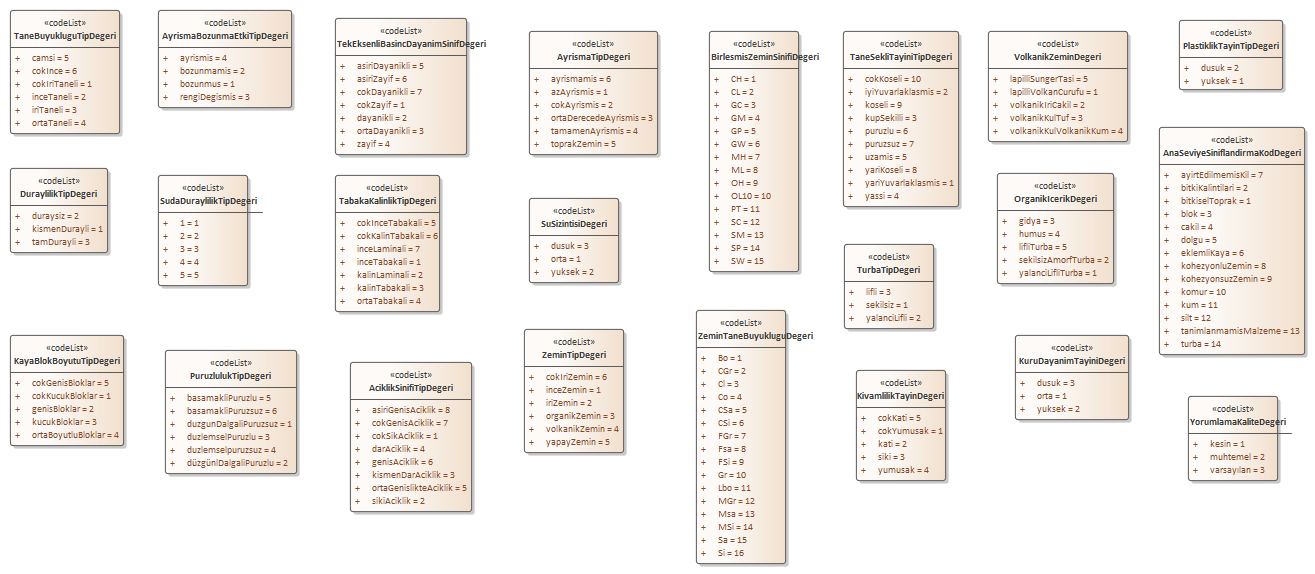 «codeList»
TaneBuyukluguTipDegeri
+ camsi = 5
+ cokInce = 6
+ cokIriTaneli = 1
+ inceTaneli = 2
+ iriTaneli = 3
+ ortaTaneli = 4
«codeList»
AyrismaBozunmaEtkiTipDegeri
+ ayrismis = 4
+ bozunmamis = 2
+ bozunmus = 1
+ rengiDegismis = 3
«codeList»
TekEksenliBasincDayanimSinifDegeri
+ asiriDayanikli = 5
+ asiriZayif = 6
+ cokDayanikli = 7
+ cokZayif = 1
+ dayanikli = 2
+ ortaDayanikli = 3
+ zayif = 4
«codeList»
AyrismaTipDegeri
+ ayrismamis = 6
+ azAyrismis = 1
+ cokAyrismis = 2
+ ortaDerecedeAyrismis = 3
+ tamamenAyrismis = 4
+ toprakZemin = 5
«codeList»
BirlesmisZeminSinifiDegeri
+ CH = 1
+ CL = 2
+ GC = 3
+ GM = 4
+ GP = 5
+ GW = 6
+ MH = 7
+ ML = 8
+ OH = 9
+ OL10 = 10
+ PT = 11
+ SC = 12
+ SM = 13
+ SP = 14
+ SW = 15
«codeList»
TaneSekliTayiniTipDegeri
+ cokKoseli = 10
+ iyiYuvarlaklasmis = 2
+ koseli = 9
+ kupSekilli = 3
+ puruzlu = 6
+ puruzsuz = 7
+ uzamis = 5
+ yariKoseli = 8
+ yariYuvarlaklasmis = 1
+ yassi = 4
«codeList»
VolkanikZeminDegeri
+ lapilliSungerTasi = 5
+ lapilliVolkanCurufu = 1
+ volkanikIriCakil = 2
+ volkanikKulTuf = 3
+ volkanikKulVolkanikKum = 4
«codeList»
PlastiklikTayinTipDegeri
+ dusuk = 2
+ yuksek = 1
«codeList»
AnaSeviyeSiniflandirmaKodDegeri
+ ayirtEdilmemisKil = 7
+ bitkiKalintilari = 2
+ bitkiselToprak = 1
+ blok = 3
+ cakil = 4
+ dolgu = 5
+ eklemliKaya = 6
+ kohezyonluZemin = 8
+ kohezyonsuzZemin = 9
+ komur = 10
+ kum = 11
+ silt = 12
+ tanimlanmamisMalzeme = 13
+ turba = 14
«codeList»
DuraylilikTipDegeri
+ duraysiz = 2
+ kismenDurayli = 1
+ tamDurayli = 3
«codeList»
SudaDuraylilikTipDegeri
+ 1 = 1
+ 2 = 2
+ 3 = 3
+ 4 = 4
+ 5 = 5
«codeList»
TabakaKalinlikTipDegeri
+ cokInceTabakali = 5
+ cokKalinTabakali = 6
+ inceLaminali = 7
+ inceTabakali = 1
+ kalinLaminali = 2
+ kalinTabakali = 3
+ ortaTabakali = 4
«codeList»
SuSizintisiDegeri
+ dusuk = 3
+ orta = 1
+ yuksek = 2
«codeList»
TurbaTipDegeri
+ lifli = 3
+ sekilsiz = 1
+ yalanciLifli = 2
«codeList»
OrganikIcerikDegeri
+ gidya = 3
+ humus = 4
+ lifliTurba = 5
+ sekilsizAmorfTurba = 2
+ yalanciLifliTurba = 1
«codeList»
KayaBlokBoyutuTipDegeri
+ cokGenisBloklar = 5
+ cokKucukBloklar = 1
+ genisBloklar = 2
+ kucukBloklar = 3
+ ortaBoyutluBloklar = 4
«codeList»
PuruzlulukTipDegeri
+ basamakliPuruzlu = 5
+ basamakliPuruzsuz = 6
+ duzgunDalgaliPuruzsuz = 1
+ duzlemselPuruzlu = 3
+ duzlemselpuruzsuz = 4
+ düzgünlDalgaliPuruzlu = 2
«codeList»
AciklikSinifiTipDegeri
+ asiriGenisAciklik = 8
+ cokGenisAciklik = 7
+ cokSikAciklik = 1
+ darAciklik = 4
+ genisAciklik = 6
+ kismenDarAciklik = 3
+ ortaGenislikteAciklik = 5
+ sikiAciklik = 2
«codeList»
ZeminTipDegeri
+ cokIriZemin = 6
+ inceZemin = 1
+ iriZemin = 2
+ organikZemin = 3
+ volkanikZemin = 4
+ yapayZemin = 5
«codeList»
ZeminTaneBuyukluguDegeri
+ Bo = 1
+ CGr = 2
+ Cl = 3
+ Co = 4
+ CSa = 5
+ CSi = 6
+ FGr = 7
+ Fsa = 8
+ FSi = 9
+ Gr = 10
+ Lbo = 11
+ MGr = 12
+ Msa = 13
+ MSi = 14
+ Sa = 15
+ Si = 16
«codeList»
KivamlilikTayinDegeri
+ cokKati = 5
+ cokYumusak = 1
+ kati = 2
+ siki = 3
+ yumusak = 4
«codeList»
KuruDayanimTayiniDegeri
+ dusuk = 3
+ orta = 1
+ yuksek = 2
«codeList»
YorumlamaKaliteDegeri
+ kesin = 1
+ muhtemel = 2
+ varsayılan = 3